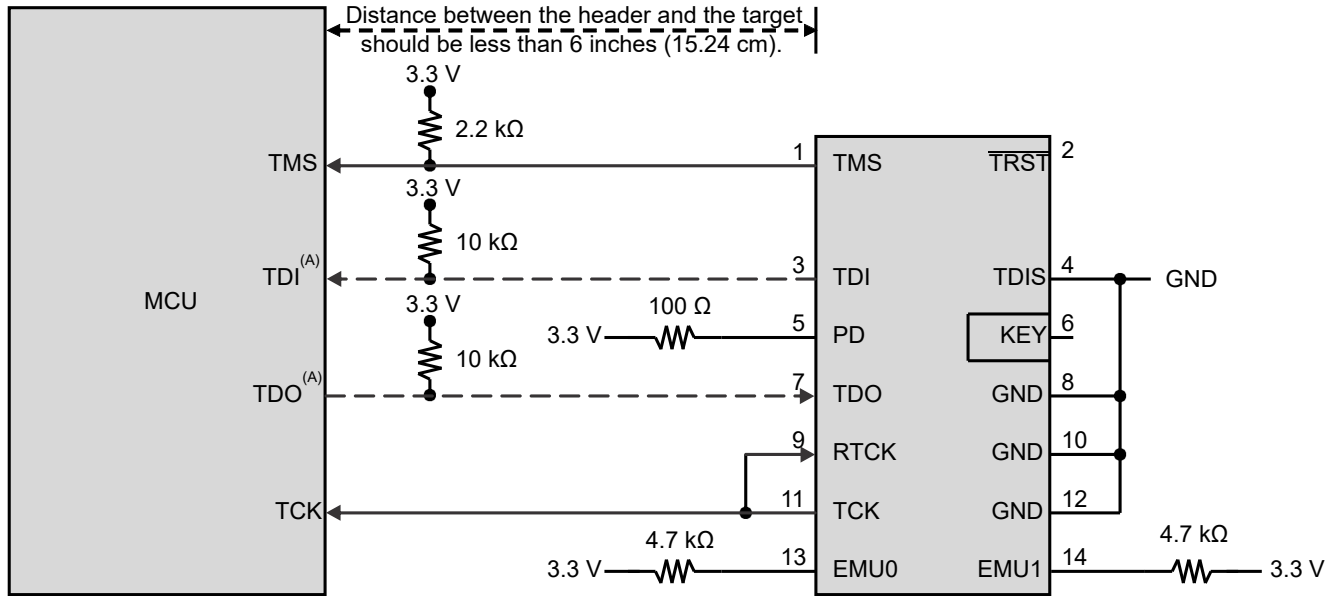 Distance between the header and the target
should be less than 6 inches (15.24 cm).
3.3 V
2.2 kΩ
TMS
1
TMS
TRST
2
3.3 V
10 kΩ
TDI(A)
3
TDI
TDIS
4
GND
MCU
3.3 V
100 Ω
3.3 V
5
PD
KEY
6
10 kΩ
TDO(A)
7
TDO
GND
8
9
RTCK
GND
10
TCK
11
TCK
GND
12
4.7 kΩ
3.3 V
13
EMU0
EMU1
14
4.7 kΩ
3.3 V